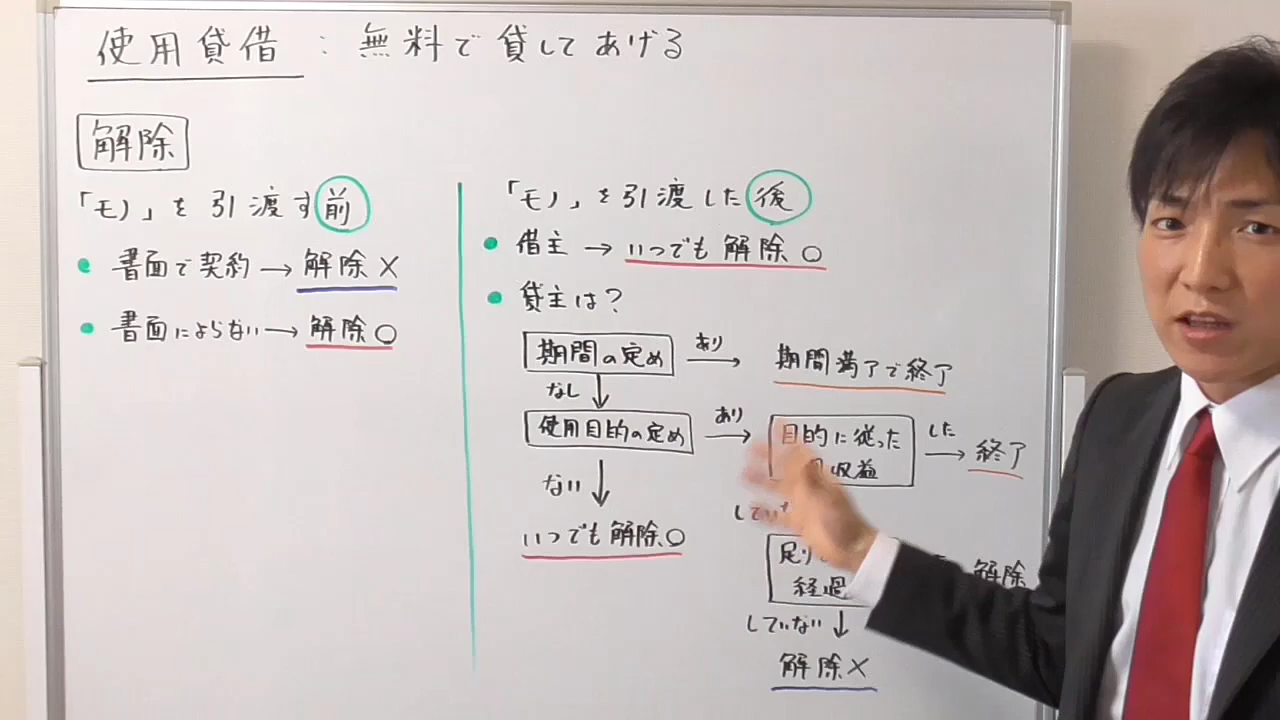 使用貸借：無料で貸してあげる
解除
「モノ」を引渡す前
書面で契約→解除×
書面によらない→解除○
「モノ」を引渡した後
借主→いつでも解除○
貸主は？
期間の定め
あり→
期間満了で終了
なし
使用目的の定め
あり→
目的に従った
収益
した→
終了
ない
いつでも解除○
して
足り
経過
解除
していない
解除×